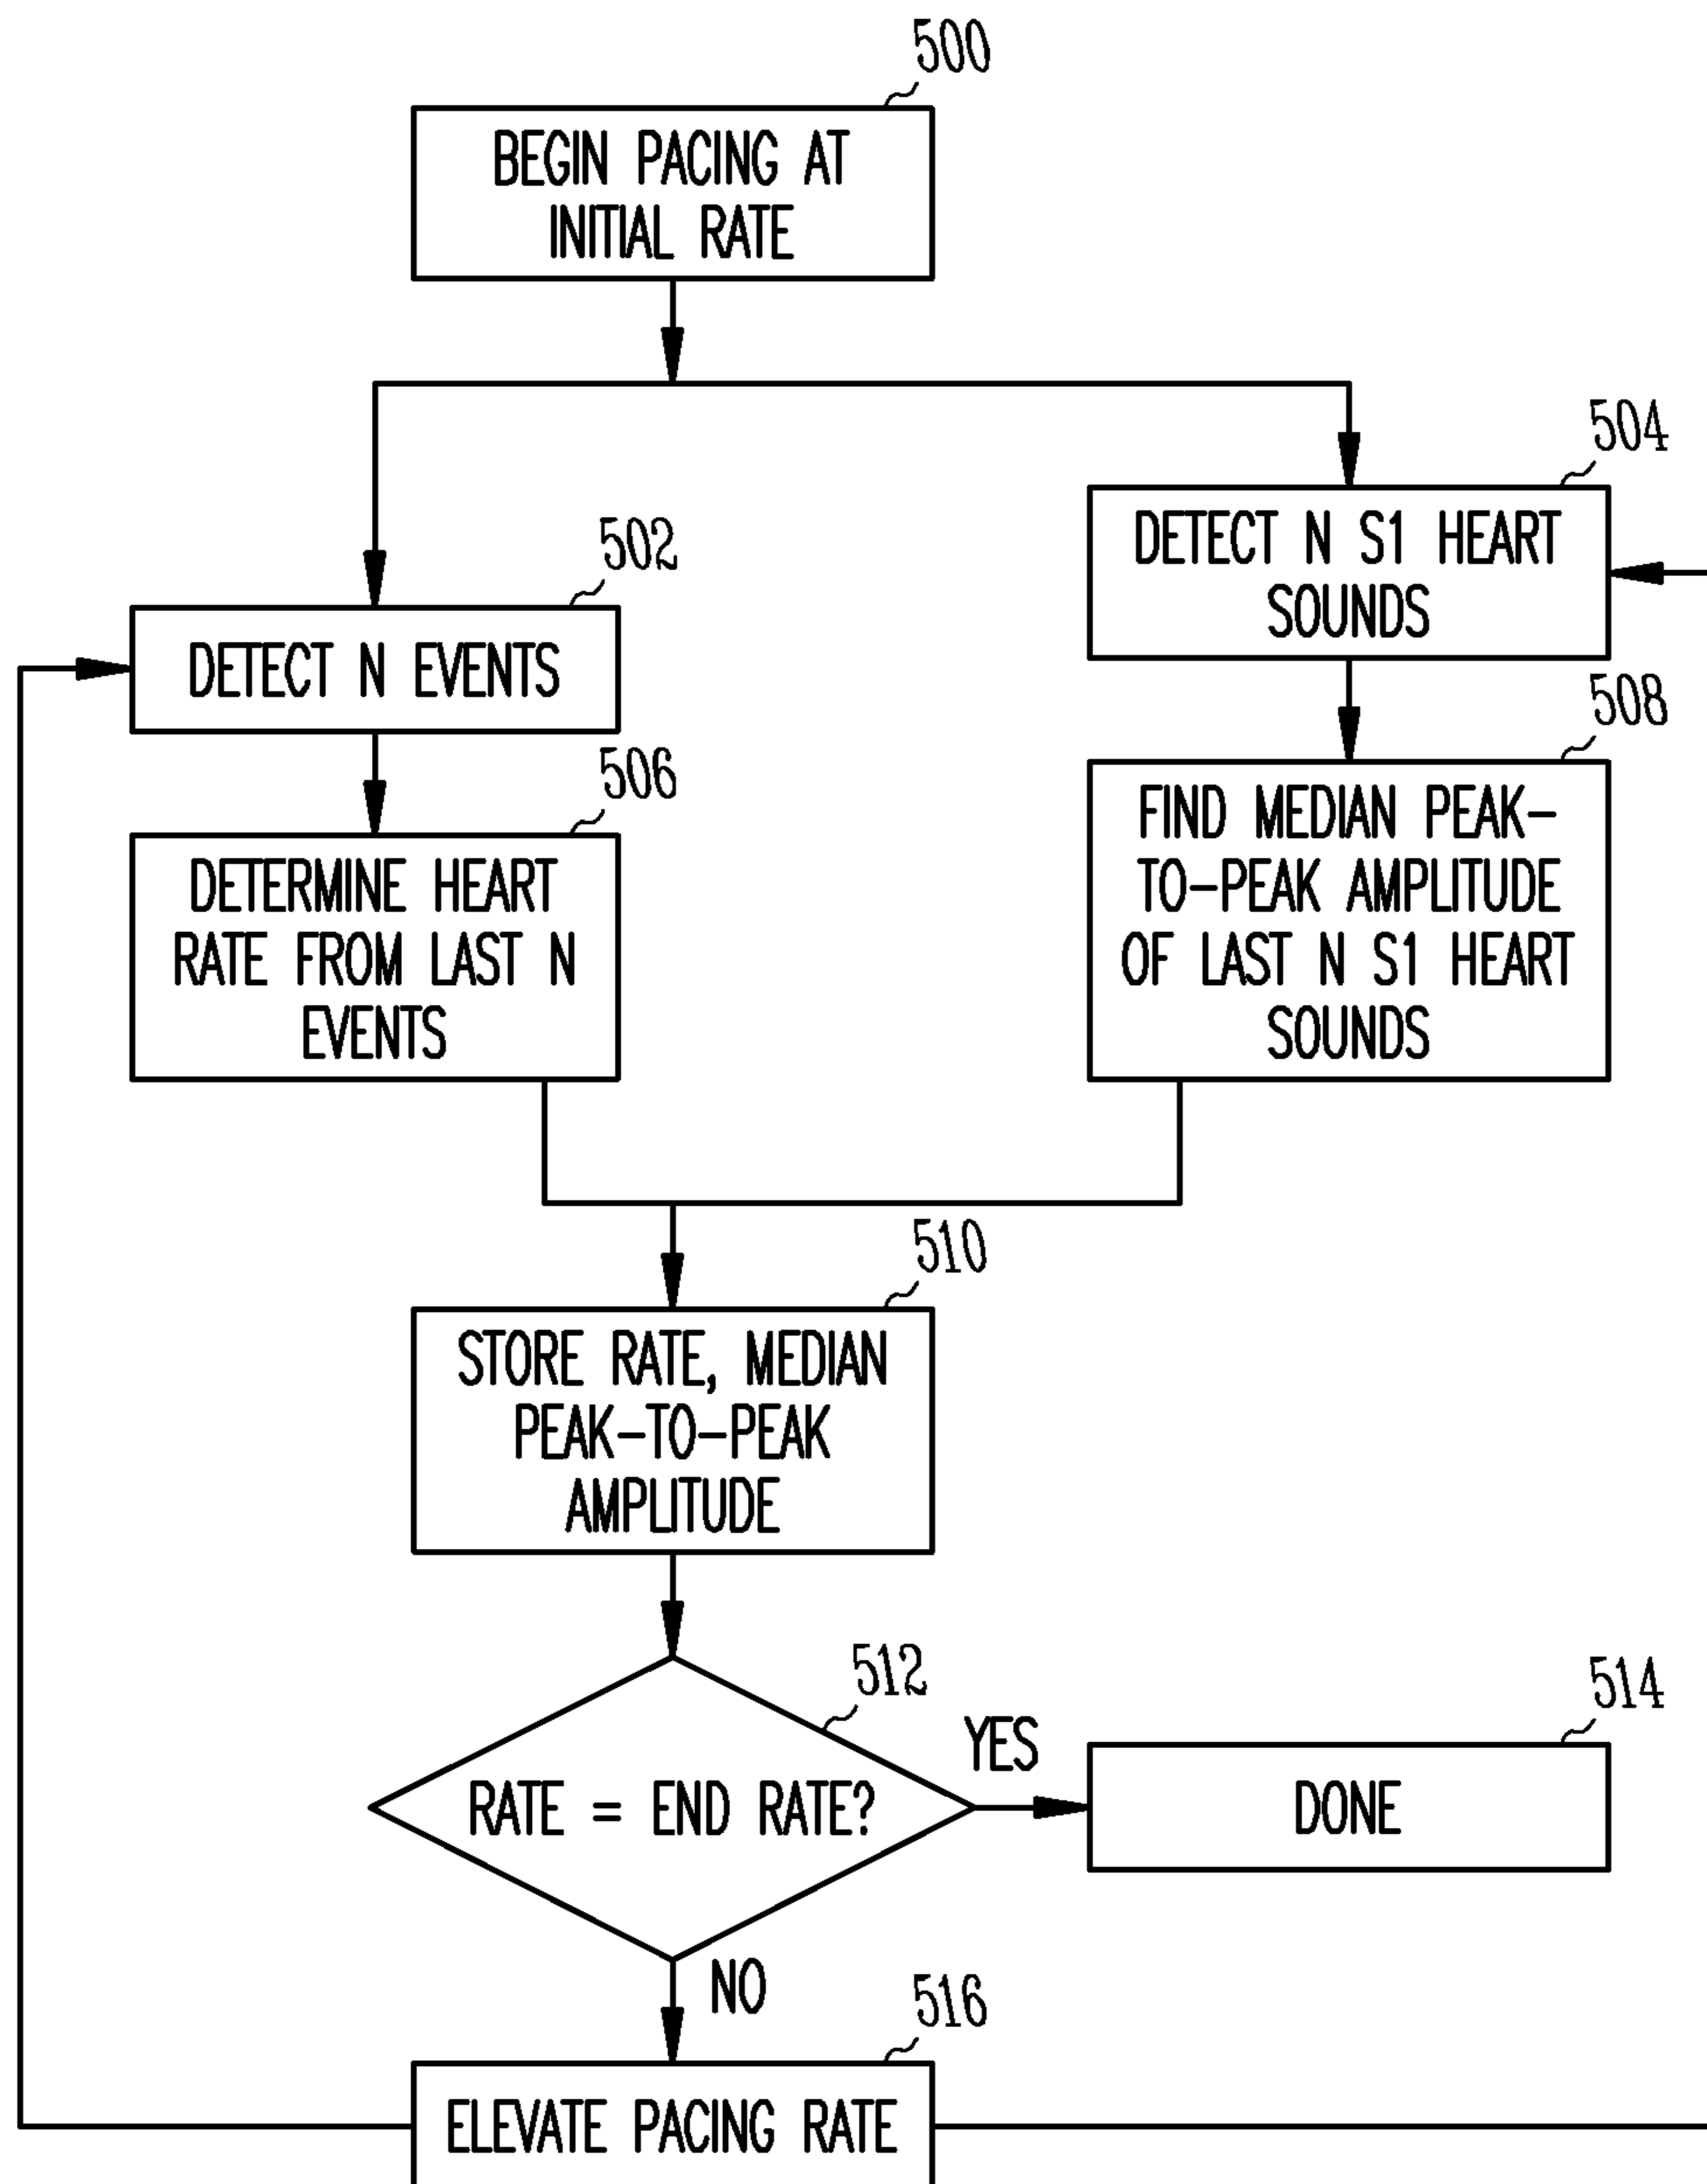 500
BEGIN PACING AT
INITIAL RATE
504
DETECT N S1 HEART
SOUNDS
502
DETECT N EVENTS
508
FIND MEDIAN PEAK-
TO-PEAK AMPLITUDE
OF LAST N S1 HEART
SOUNDS
506
DETERMINE HEART
RATE FROM LAST N
EVENTS
510
STORE RATE, MEDIAN
PEAK-TO-PEAK
AMPLITUDE
512
RATE = END RATE?
YES
514
DONE
NO
516
ELEVATE PACING RATE